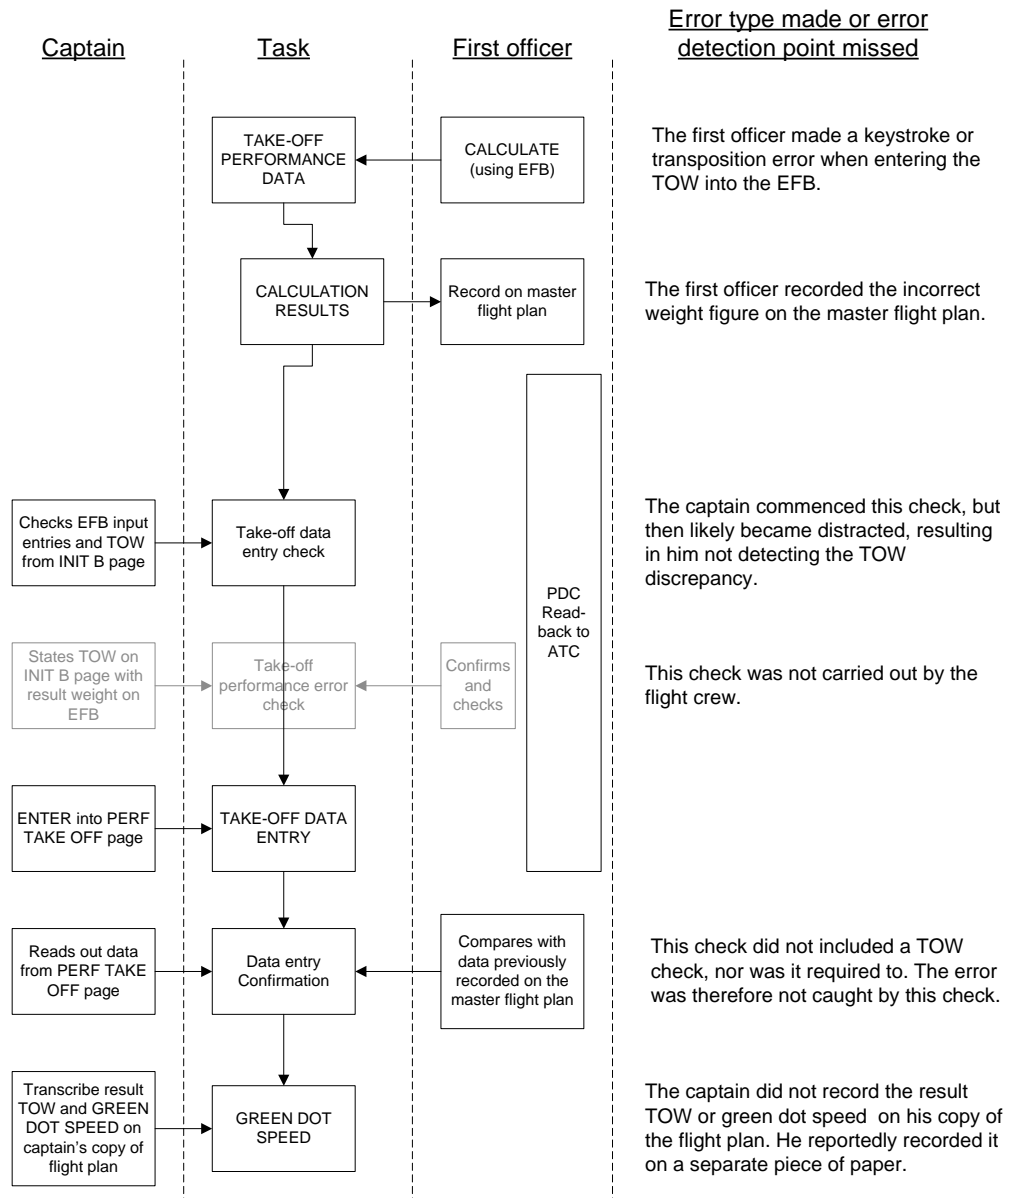 Captain
Task
First officer
Error type made or error
detection point missed
TAKE-OFF
PERFORMANCE
DATA
CALCULATE
(using EFB)
The first officer made a keystroke or
transposition error when entering the
TOW into the EFB.
CALCULATION
RESULTS
Record on master
flight plan
The first officer recorded the incorrect
weight figure on the master flight plan.
Checks EFB input
entries and TOW
from INIT B page
Take-off data
entry check
PDC
Read-
back to
ATC
The captain commenced this check, but
then likely became distracted, resulting
in him not detecting the TOW
discrepancy.
States TOW on
INIT B page with
result weight on
EFB
Take-off
performance error
check
Confirms
and
checks
This check was not carried out by the
flight crew.
ENTER into PERF
TAKE OFF page
TAKE-OFF DATA
ENTRY
Reads out data
from PERF TAKE
OFF page
Data entry
Confirmation
Compares with
data previously
recorded on the
master flight plan
This check did not included a TOW
check, nor was it required to. The error
was therefore not caught by this check.
Transcribe result
TOW and GREEN
DOT SPEED on
captain's copy of
flight plan
GREEN DOT
SPEED
The captain did not record the result
TOW or green dot speed on his copy of
the flight plan. He reportedly recorded it
on a separate piece of paper.